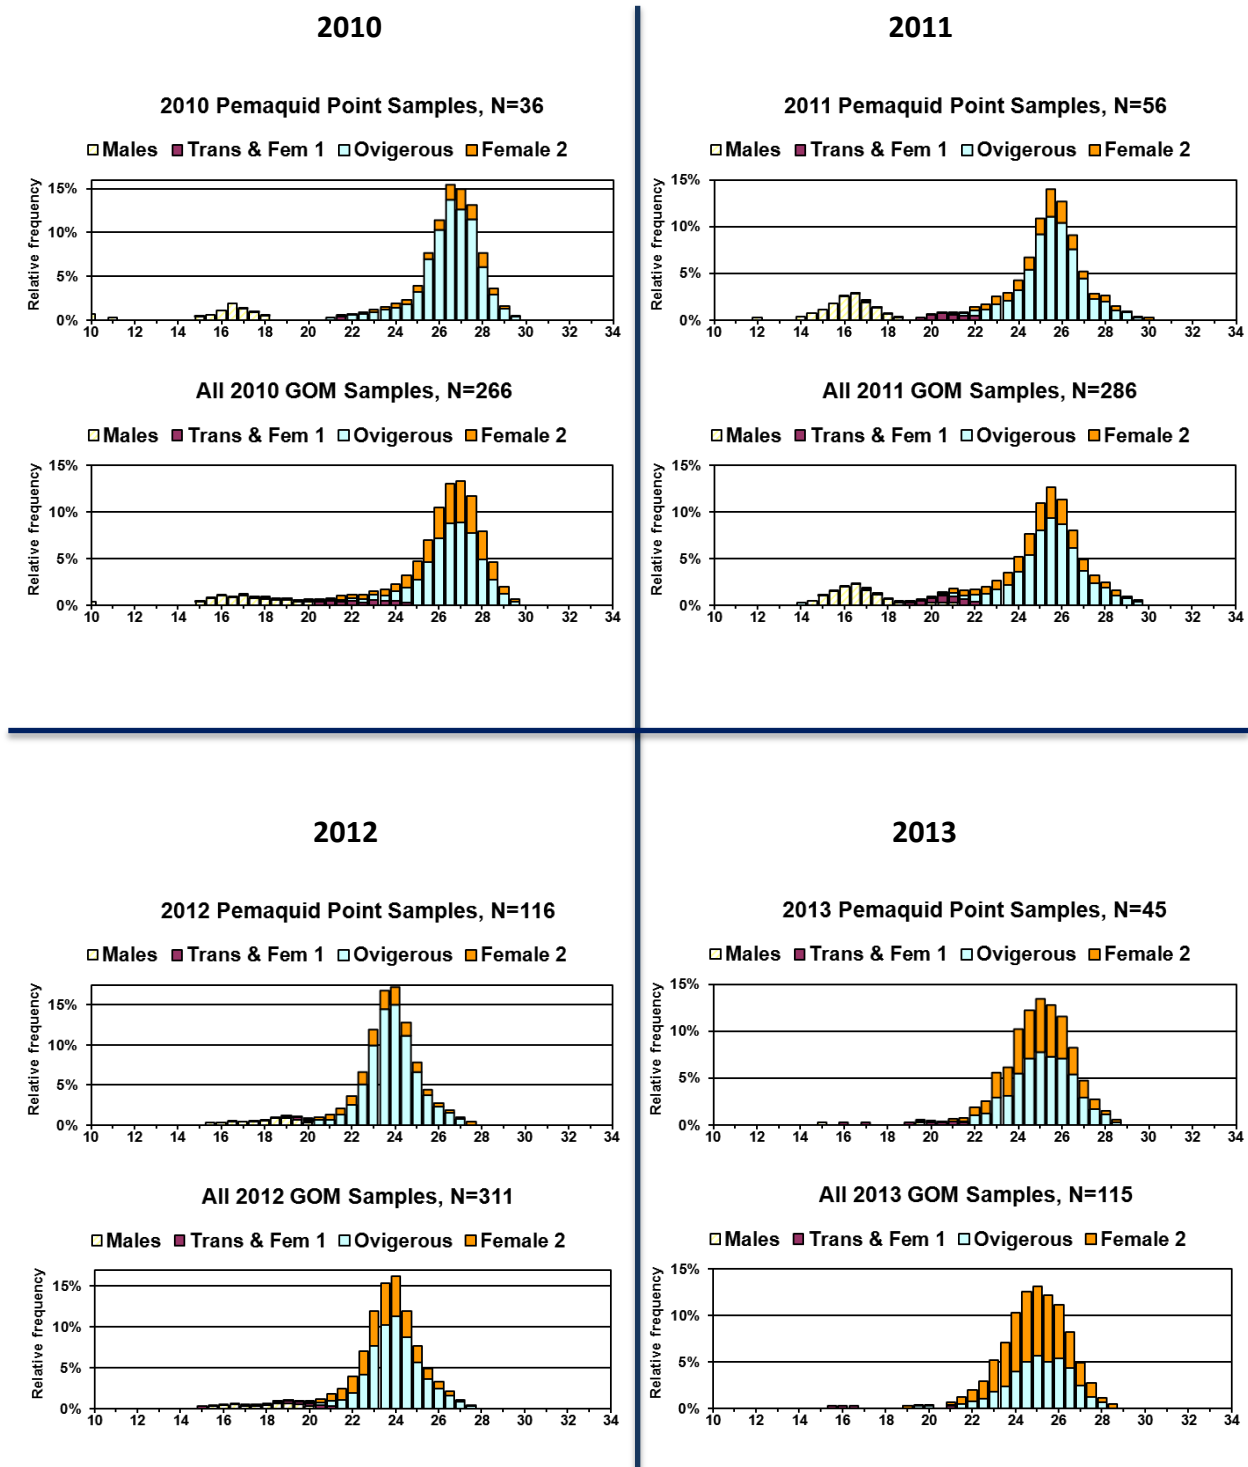 2010
2010 Pemaquid Point Samples, N=36
Males Trans & Fem 1 Ovigerous Female 2
Relative frequency
15%
10%
5%
0%
10 12 14 16 18 20 22 24 26 28 30 32 34
All 2010 GOM Samples, N=266
Males Trans & Fem 1 Ovigerous Female 2
Relative frequency
15%
10%
5%
0%
10 12 14 16 18 20 22 24 26 28 30 32 34
2011
2011 Pemaquid Point Samples, N=56
Males Trans & Fem 1 Ovigerous Female 2
Relative frequency
15%
10%
5%
0%
10 12 14 16 18 20 22 24 26 28 30 32 34
All 2011 GOM Samples, N=286
Males Trans & Fem 1 Ovigerous Female 2
Relative frequency
15%
10%
5%
0%
10 12 14 16 18 20 22 24 26 28 30 32 34
2012
2012 Pemaquid Point Samples, N=116
Males Trans & Fem 1 Ovigerous Female 2
Relative frequency
15%
10%
5%
0%
10 12 14 16 18 20 22 24 26 28 30 32 34
All 2012 GOM Samples, N=311
Males Trans & Fem 1 Ovigerous Female 2
Relative frequency
15%
10%
5%
0%
10 12 14 16 18 20 22 24 26 28 30 32 34
2013
2013 Pemaquid Point Samples, N=45
Males Trans & Fem 1 Ovigerous Female 2
Relative frequency
15%
10%
5%
0%
10 12 14 16 18 20 22 24 26 28 30 32 34
All 2013 GOM Samples, N=115
Males Trans & Fem 1 Ovigerous Female 2
Relative frequency
15%
10%
5%
0%
10 12 14 16 18 20 22 24 26 28 30 32 34